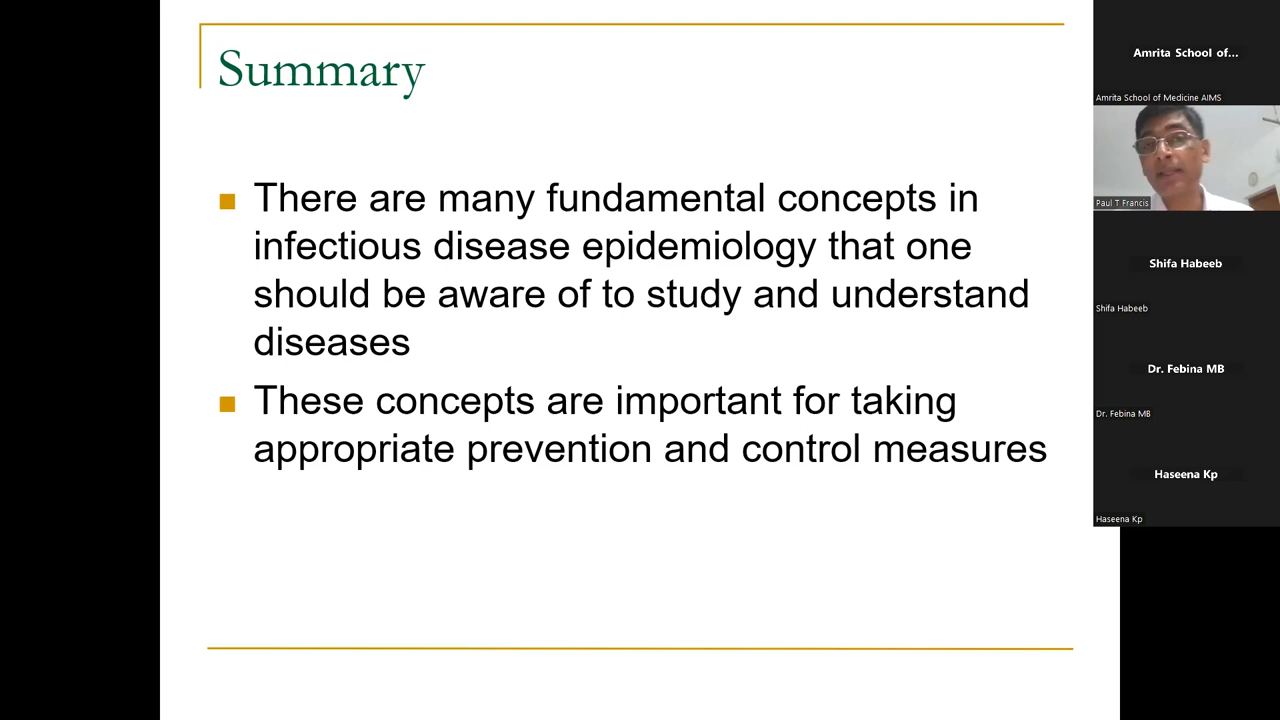 Summary
There are many fundamental concepts in
infectious disease epidemiology that one
should be aware of to study and understand
diseases
These concepts are important for taking
appropriate prevention and control measures
Amrita School of...
Amrita School of Medicine AIMS
Paul T Francis
Shifa Habeeb
Shifa Habeeb
Dr. Febina MB
Dr. Febina MB
Haseena Kp
Haseena Kp